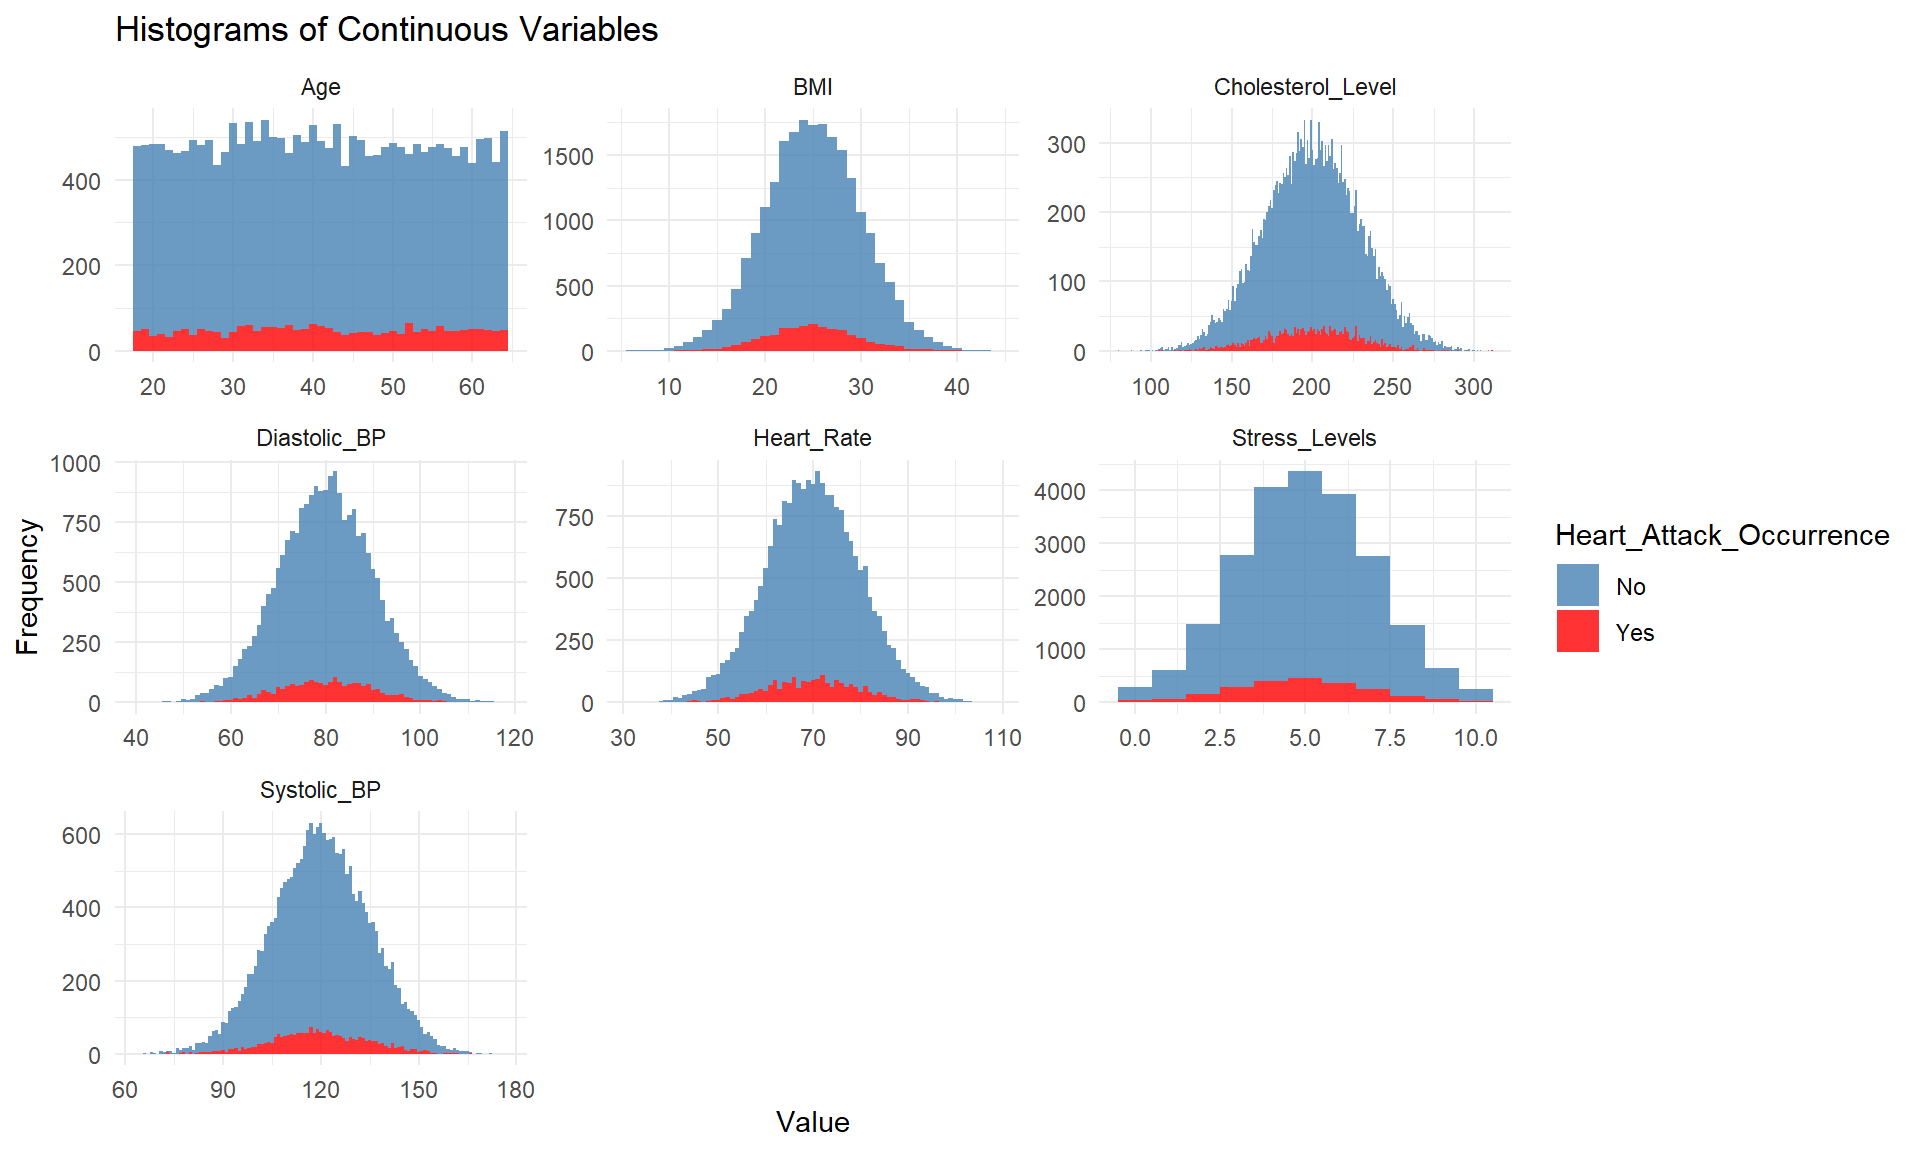 Histograms of Continuous Variables
Age
BMI
Cholesterol_Level
400
200
0
20 30 40 50 60
1500
1000
500
0
10 20 30 40
300
200
100
0
100 150 200 250 300
Diastolic_BP
Heart_Rate
Stress_Levels
1000
750
500
250
0
40 60 80 100 120
750
500
250
0
30 50 70 90 110
4000
3000
2000
1000
0
0.0 2.5 5.0 7.5 10.0
Systolic_BP
600
400
200
0
60 90 120 150 180
Frequency
Value
Heart_Attack_Occurrence
No
Yes